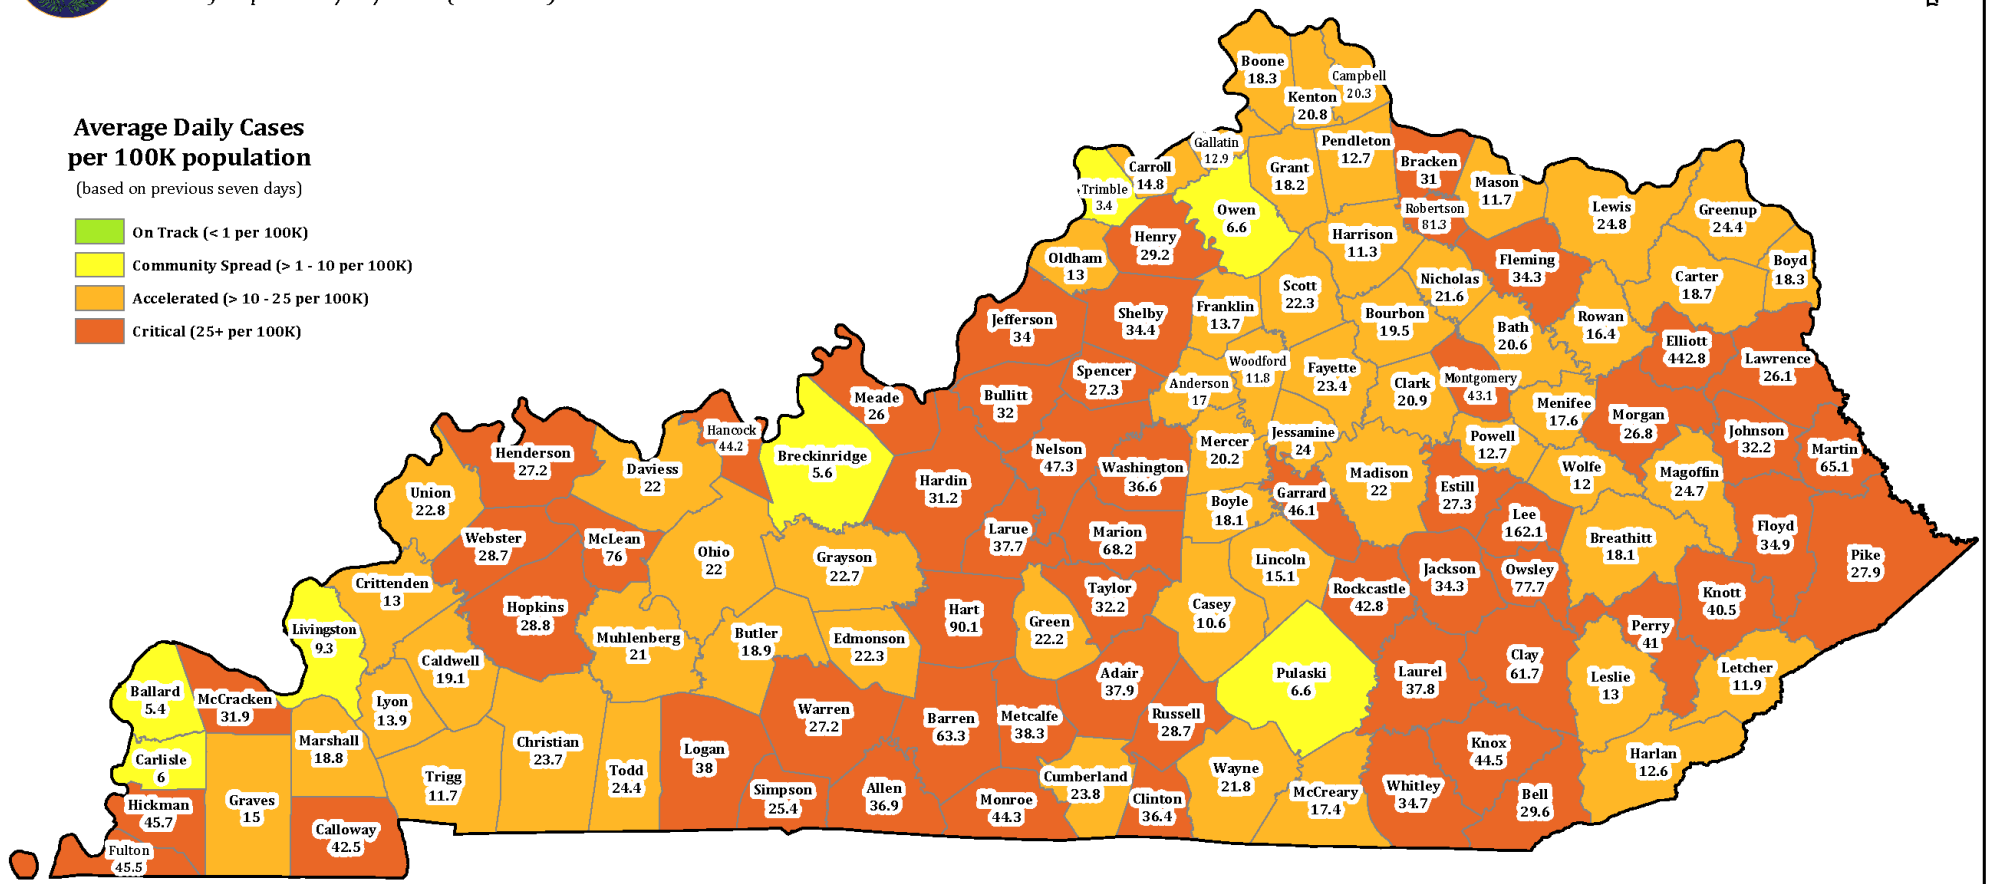 Average Daily Cases
per 100K population
(based on previous seven days)
On Track (< 1 per 100K)
Community Spread (> 1 - 10 per 100K)
Accelerated (> 10 - 25 per 100K)
Critical (25+ per 100K)
Boone
18.3
Kenton
20.8
Campbell
20.3
Gallatin
12.9
Carroll
14.8
Trimble
3.4
Owen
6.6
Grant
18.2
Pendleton
12.7
Bracken
31
Mason
11.7
Robertson
81.3
Lewis
24.8
Greenup
24.4
Boyd
18.3
Carter
18.7
Fleming
34.3
Harrison
11.3
Nicholas
21.6
Henry
29.2
Oldham
13
Jefferson
34
Shelby
34.4
Franklin
13.7
Scott
22.3
Bourbon
19.5
Bath
20.6
Rowan
16.4
Elliott
442.8
Lawrence
26.1
Spencer
27.3
Bullitt
32
Anderson
17
Woodford
11.8
Fayette
23.4
Clark
20.9
Montgomery
43.1
Menifee
17.6
Morgan
26.8
Johnson
32.2
Martin
65.1
Meade
26
Hancock
44.2
Breckinridge
5.6
Henderson
27.2
Daviess
22
Union
22.8
Hardin
31.2
Nelson
47.3
Washington
36.6
Mercer
20.2
Jessamine
24
Madison
22
Powell
12.7
Wolfe
12
Magoffin
24.7
Estill
27.3
Garrard
46.1
Boyle
18.1
Lee
162.1
Floyd
34.9
Pike
27.9
Breathitt
18.1
Webster
28.7
McLean
76
Ohio
22
Grayson
22.7
Larue
37.7
Marion
68.2
Lincoln
15.1
Jackson
34.3
Owsley
77.7
Rockcastle
42.8
Knott
40.5
Perry
41
Crittenden
13
Hopkins
28.8
Livingston
9.3
Muhlenberg
21
Butler
18.9
Edmonson
22.3
Hart
90.1
Green
22.2
Taylor
32.2
Casey
10.6
Caldwell
19.1
Lyon
13.9
Ballard
5.4
McCracken
31.9
Carlisle
6
Marshall
18.8
Graves
15
Hickman
45.7
Fulton
45.5
Calloway
42.5
Trigg
11.7
Christian
23.7
Todd
24.4
Logan
38
Simpson
25.4
Warren
27.2
Allen
36.9
Barren
63.3
Metcalfe
38.3
Monroe
44.3
Adair
37.9
Russell
28.7
Cumberland
23.8
Clinton
36.4
Pulaski
6.6
Wayne
21.8
McCreary
17.4
Laurel
37.8
Clay
61.7
Leslie
13
Letcher
11.9
Harlan
12.6
Knox
44.5
Whitley
34.7
Bell
29.6